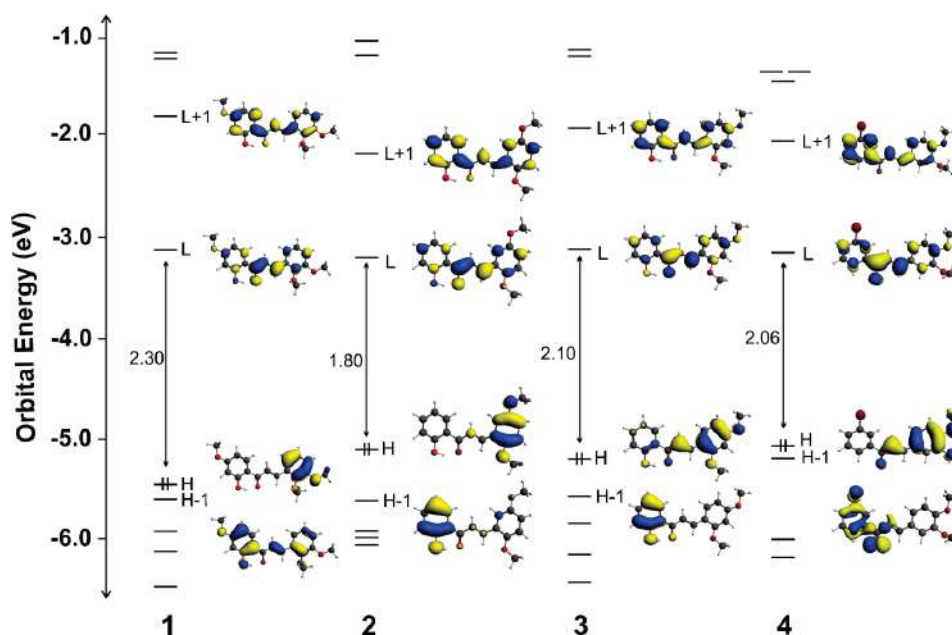 Orbital Energy (eV)
-1.0
-2.0
-3.0
-4.0
-5.0
-6.0
L+1
L
2.30
H
H-1
1
L+1
L
1.80
H
H-1
2
L+1
L
2.10
H
H-1
3
L+1
L
2.06
H
H-1
4